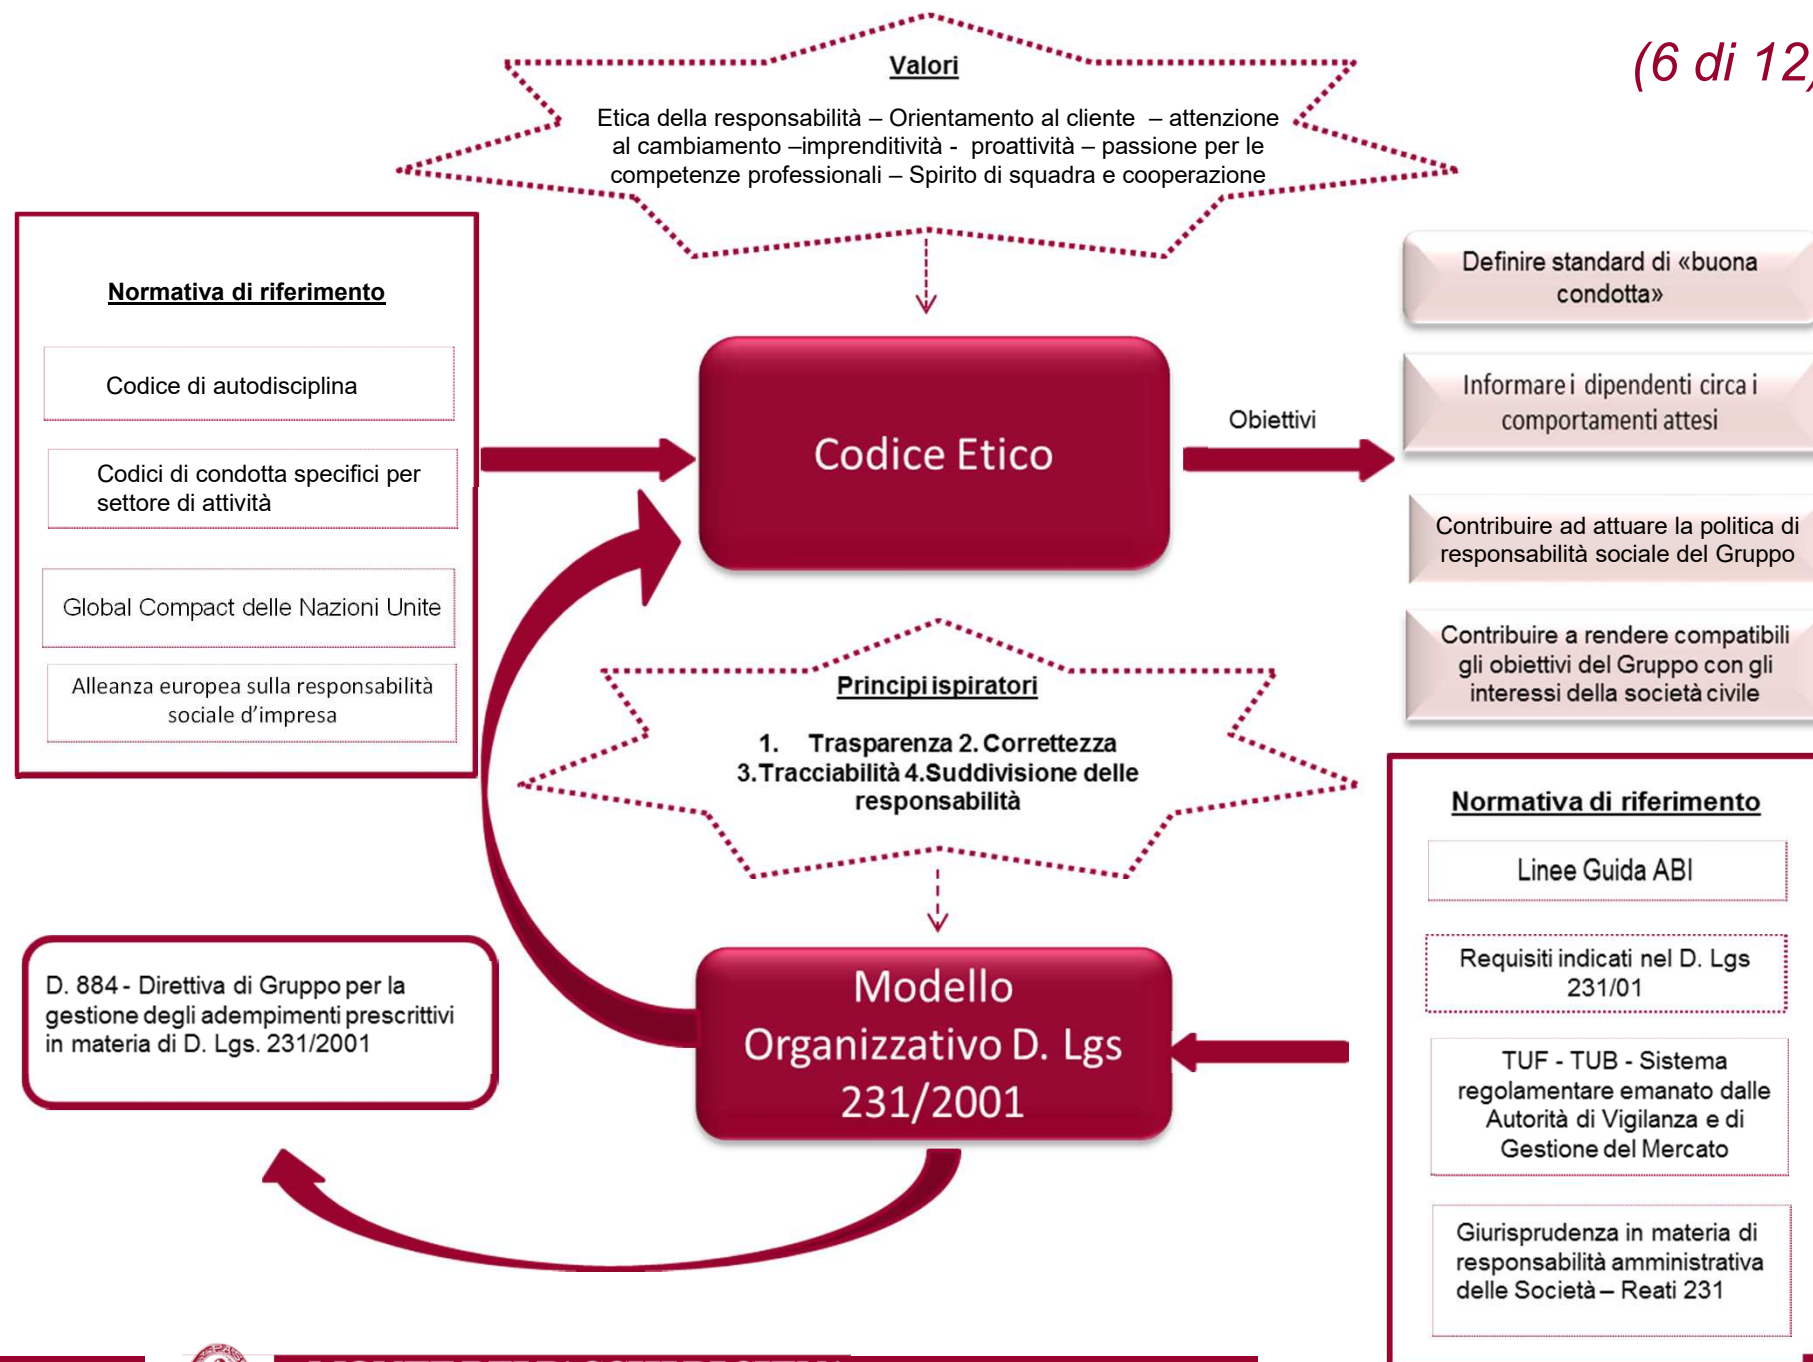 (6 di 12)
Valori
Etica della responsabilità – Orientamento al cliente – attenzione
al cambiamento –imprenditività - proattività – passione per le
competenze professionali – Spirito di squadra e cooperazione
Normativa di riferimento
Codice di autodisciplina
Codici di condotta specifici per
settore di attività
Global Compact delle Nazioni Unite
Alleanza europea sulla responsabilità
sociale d'impresa
Codice Etico
Obiettivi
Definire standard di «buona
condotta»
Informare i dipendenti circa i
comportamenti attesi
Contribuire ad attuare la politica di
responsabilità sociale del Gruppo
Contribuire a rendere compatibili
gli obiettivi del Gruppo con gli
interessi della società civile
Principi ispiratori
1. Trasparenza 2. Correttezza
3.Tracciabilità 4.Suddivisione delle
responsabilità
D. 884 - Direttiva di Gruppo per la
gestione degli adempimenti prescrittivi
in materia di D. Lgs. 231/2001
Modello
Organizzativo D. Lgs
231/2001
Normativa di riferimento
Linee Guida ABI
Requisiti indicati nel D. Lgs
231/01
TUF - TUB - Sistema
regolamentare emanato dalle
Autorità di Vigilanza e di
Gestione del Mercato
Giurisprudenza in materia di
responsabilità amministrativa
delle Società – Reati 231